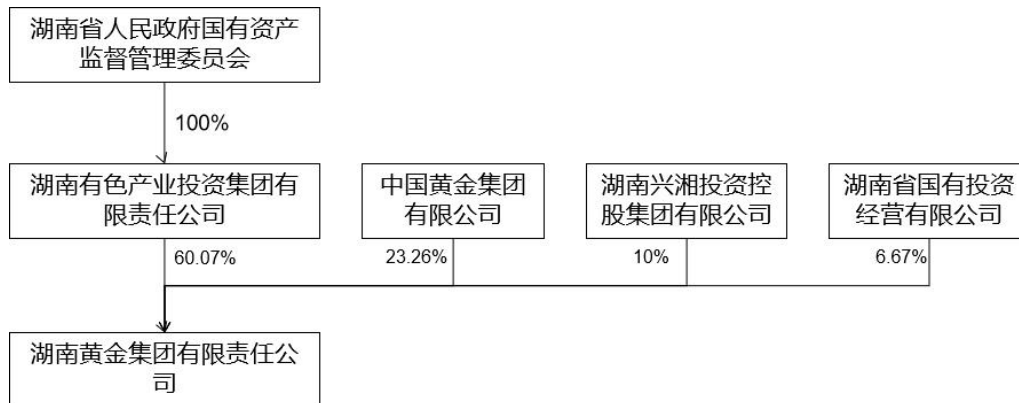 湖南省人民政府国有资产
监督管理委员会
100%
湖南有色产业投资集团有
限责任公司
中国黄金集团
有限公司
湖南兴湘投资控
股集团有限公司
湖南省国有投资
经营有限公司
60.07%
23.26%
10%
6.67%
湖南黄金集团有限责任公
司